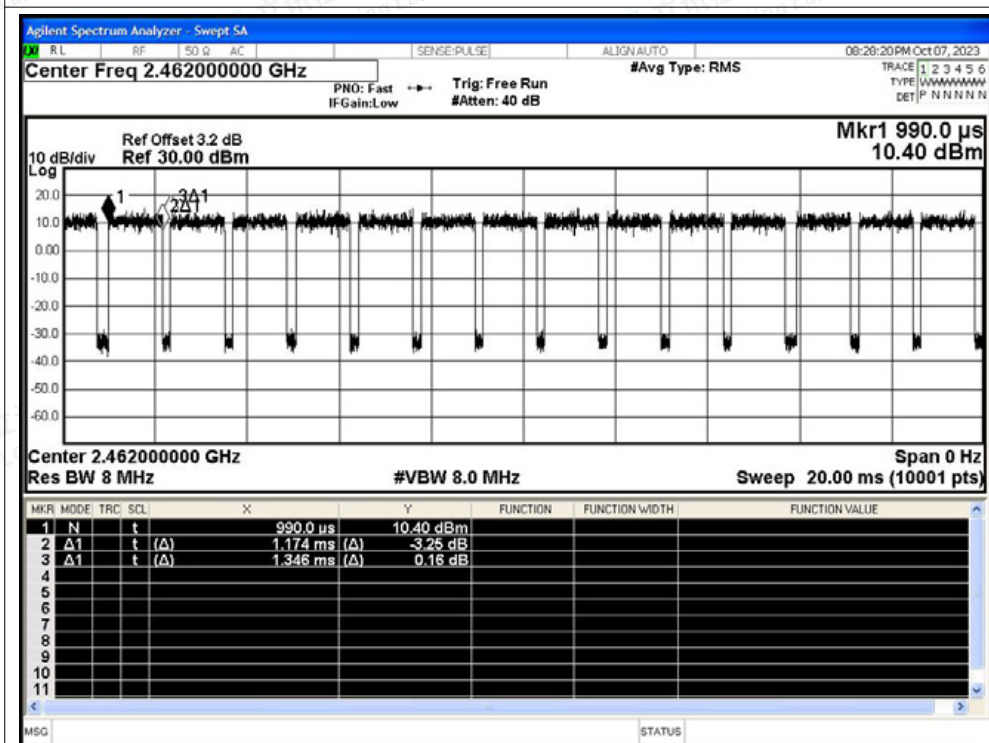 Agilent Spectrum Analyzer - Swept SA
RL RF 50 Ω AC SENSE:PULSE ALIGN AUTO 08:28:20 PM Oct 07, 2023
Center Freq 2.462000000 GHz
#Avg Type: RMS
TRACE 1 2 3 4 5 6
PNO: Fast Trig: Free Run
TYPE WWWWWW
IFGain:Low #Atten: 40 dB
DET P N N N N N
Mkr1 990.0 µs
10.40 dBm
Ref Offset 3.2 dB
10 dB/div Ref 30.00 dBm
Log
20.0
1 2Δ1 3Δ1
10.0
0.00
-10.0
-20.0
-30.0
-40.0
-50.0
-60.0
Center 2.462000000 GHz Span 0 Hz
Res BW 8 MHz #VBW 8.0 MHz Sweep 20.00 ms (10001 pts)
MKR MODE TRC SCL X Y FUNCTION FUNCTION WIDTH FUNCTION VALUE
1 N t 990.0 µs 10.40 dBm
2 Δ1 t (Δ) 1.174 ms (Δ) -3.25 dB
3 Δ1 t (Δ) 1.346 ms (Δ) 0.16 dB
4
5
6
7
8
9
10
11
MSG STATUS